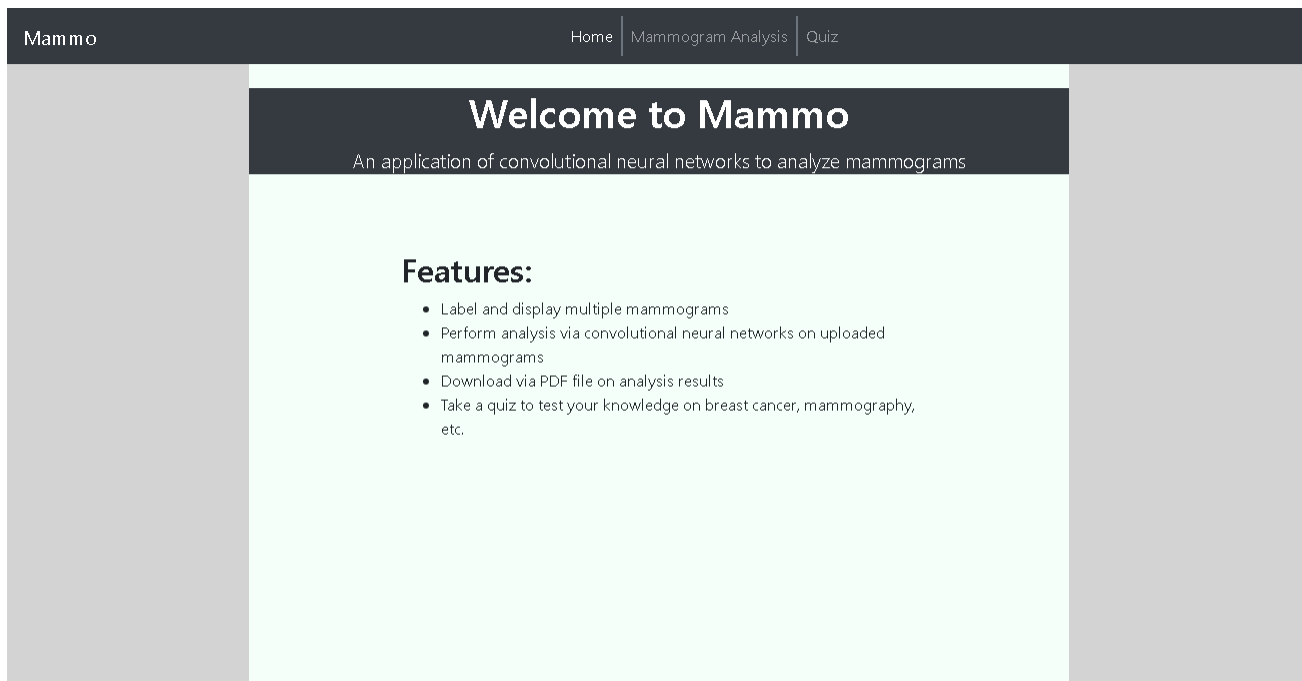 Mammo
Home
Mammogram Analysis
Quiz
Welcome to Mammo
An application of convolutional neural networks to analyze mammograms
Features:
Label and display multiple mammograms
Perform analysis via convolutional neural networks on uploaded
mammograms
Download via PDF file on analysis results
Take a quiz to test your knowledge on breast cancer, mammography,
etc.